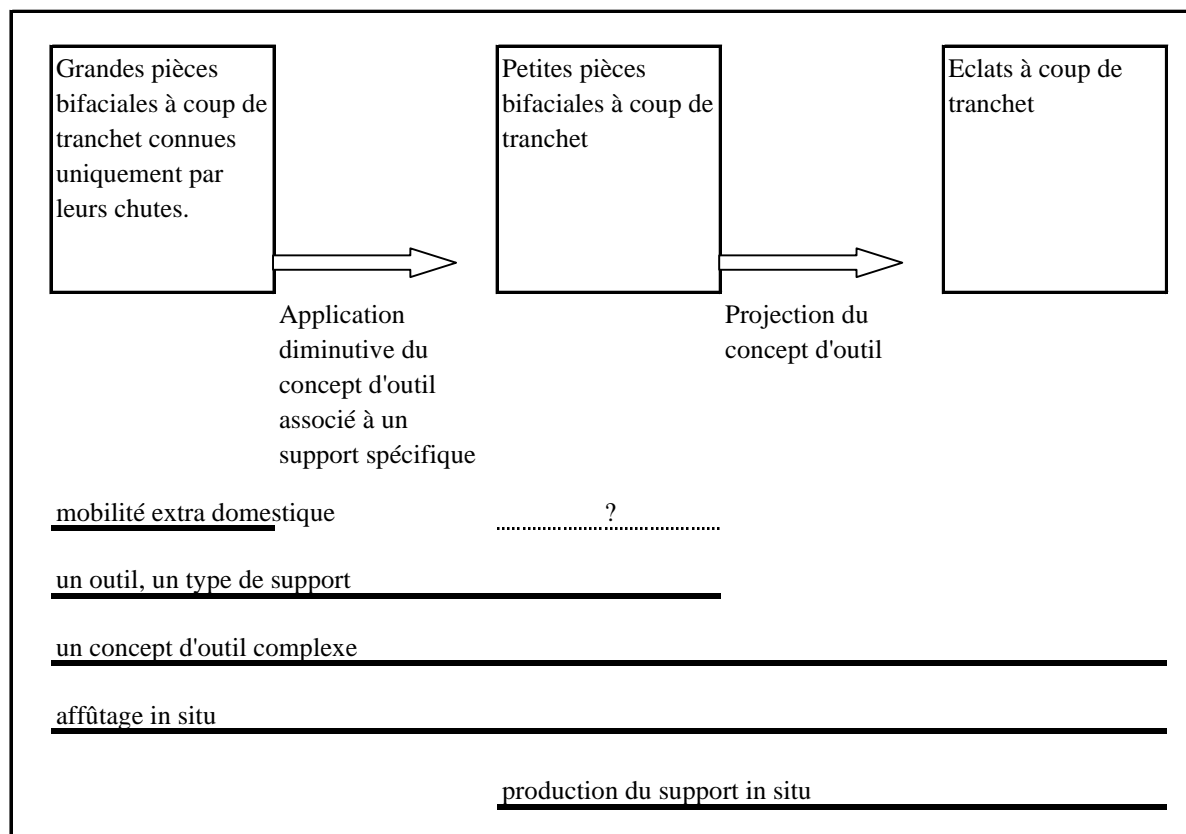 Grandes pièces
bifaciales à coup de
tranchet connues
uniquement par
leurs chutes.
Petites pièces
bifaciales à coup de
tranchet
Eclats à coup de
tranchet
Application
diminutive du
concept d'outil
associé à un
support spécifique
Projection du
concept d'outil
mobilité extra domestique
?
un outil, un type de support
un concept d'outil complexe
affûtage in situ
production du support in situ